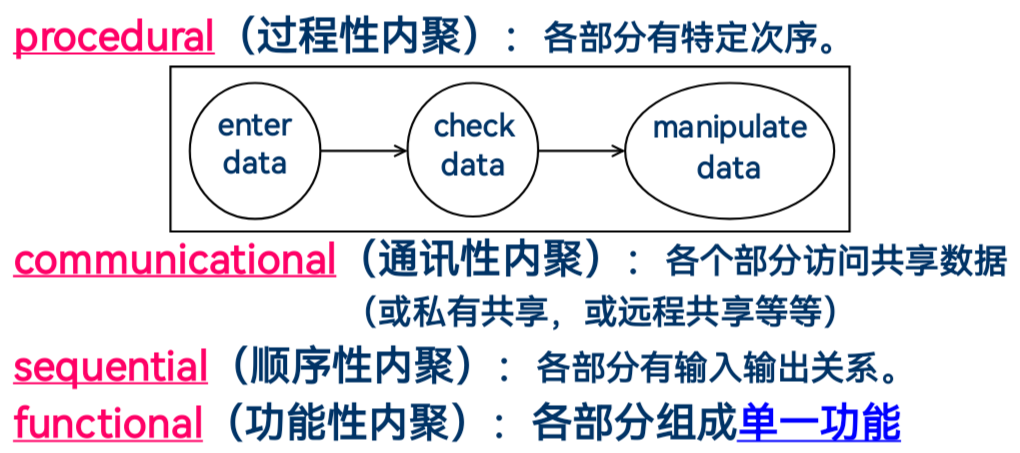 procedural（过程性内聚）：各部分有特定次序。
enter data
check data
manipulate data
communicational（通讯性内聚）：各个部分访问共享数据
（或私有共享，或远程共享等等）
sequential（顺序性内聚）：各部分有输入输出关系。
functional（功能性内聚）：各部分组成单一功能